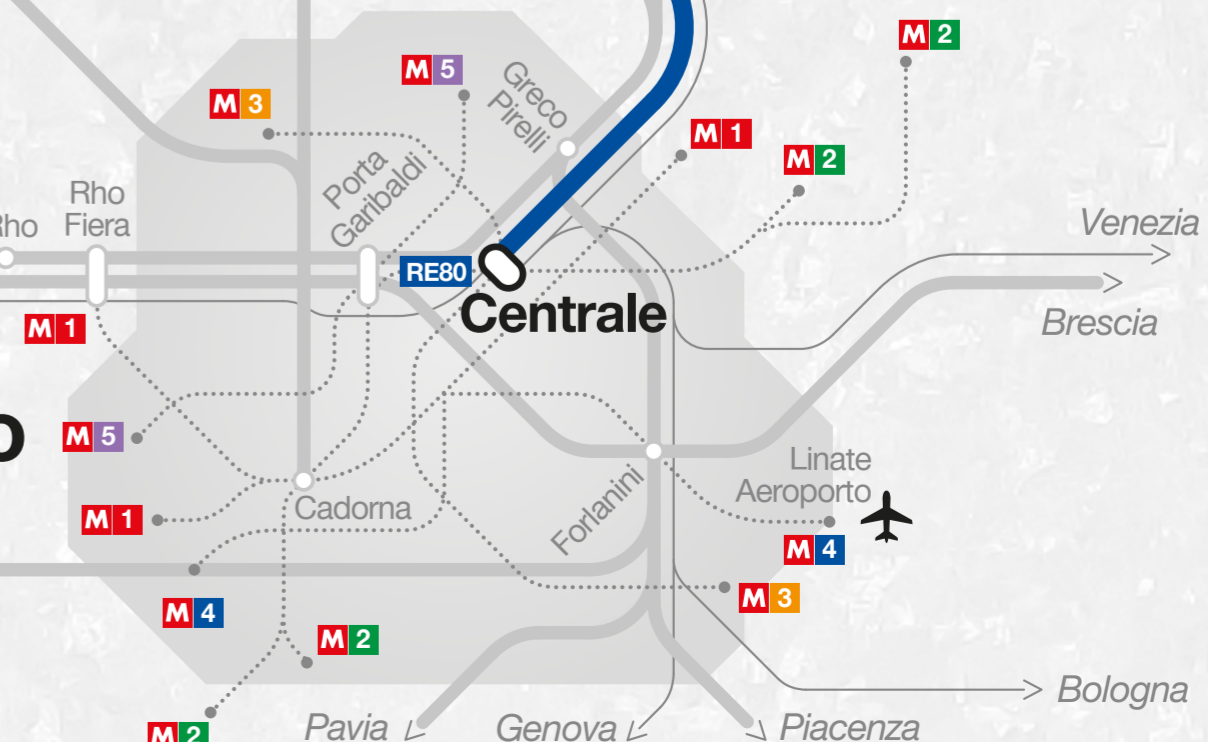 M 2
M 5
Greco
Pirelli
M 3
M 1
M 2
Porta
Garibaldi
Rho
Fiera
Rho
Venezia
RE80
Centrale
M 1
Brescia
M 5
Linate
Aeroporto
M 1
Cadorna
Forlanini
M 4
M 3
M 4
M 2
M 2
Bologna
Pavia
Genova
Piacenza